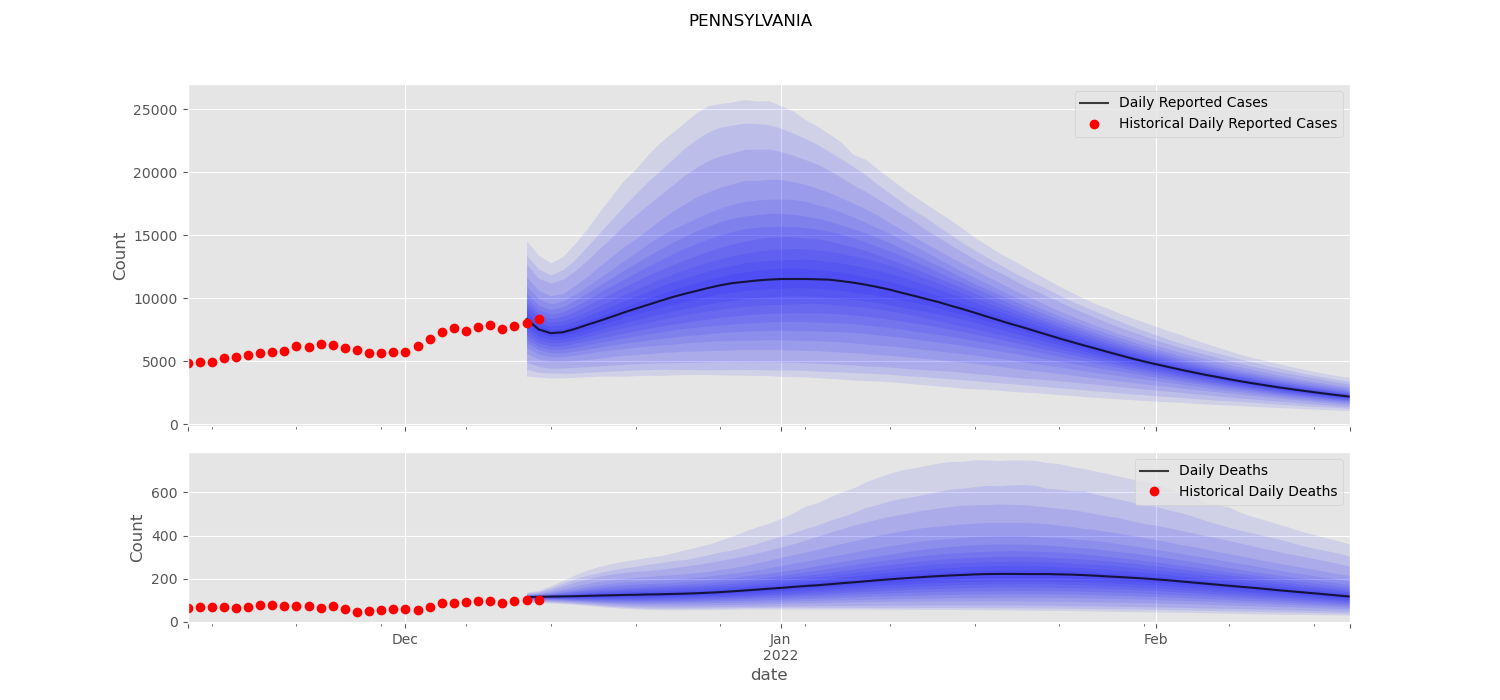 PENNSYLVANIA
25000
20000
15000
10000
5000
0
Count
Daily Reported Cases
Historical Daily Reported Cases
600
400
200
0
Count
Daily Deaths
Historical Daily Deaths
Dec
Jan
2022
Feb
date